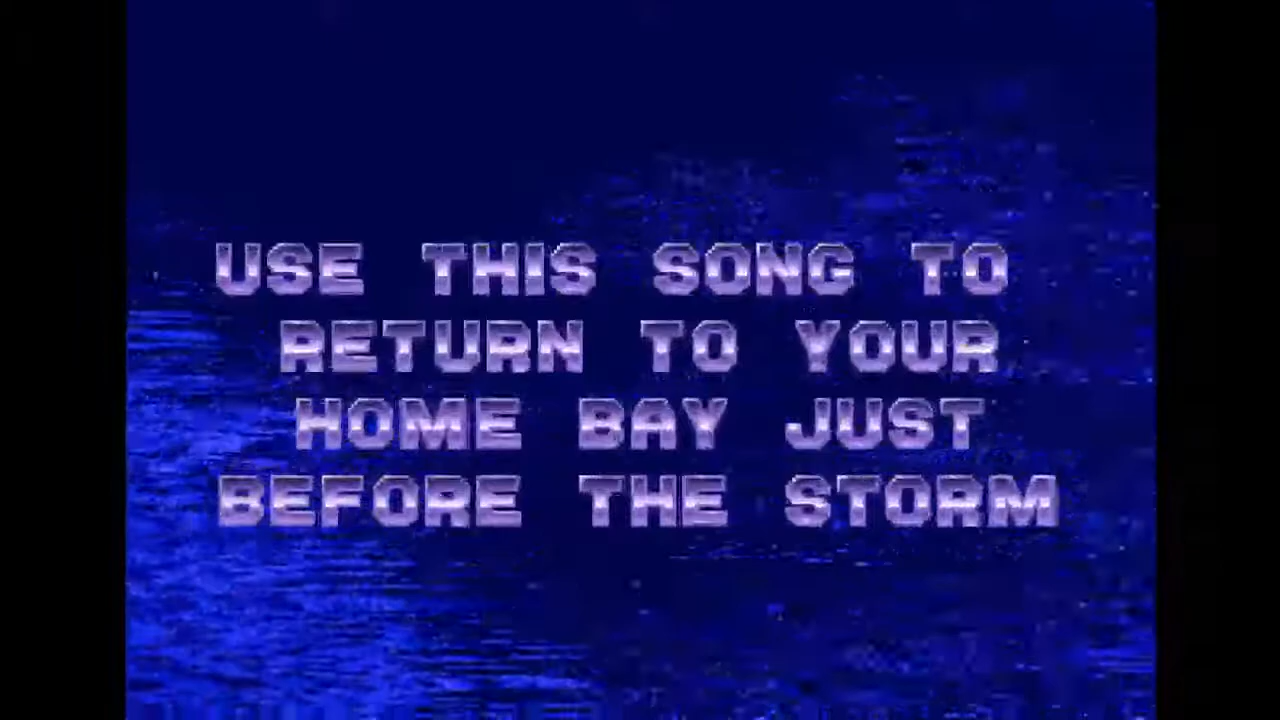 USE THIS SONG TO
RETURN TO YOUR
HOME BAY JUST
BEFORE THE STORM